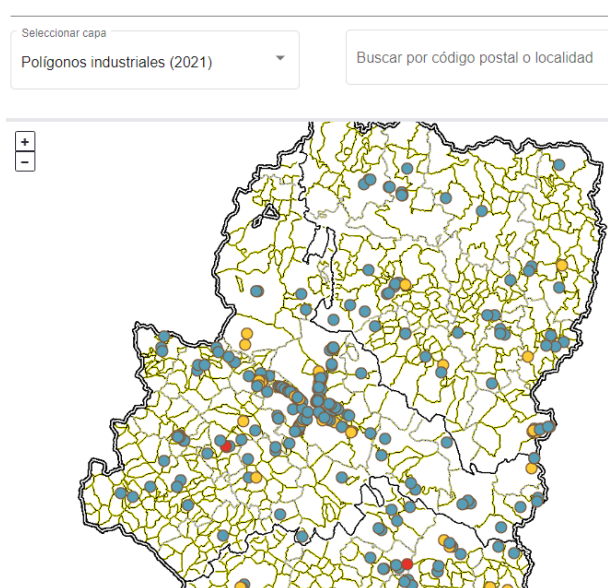 Seleccionar capa
Polígonos industriales (2021)
Buscar por código postal o localidad
+
−